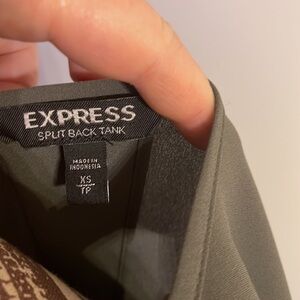 EXPRESS
SPLIT BACK TANK
MADE IN
INDONESIA
XS
TP